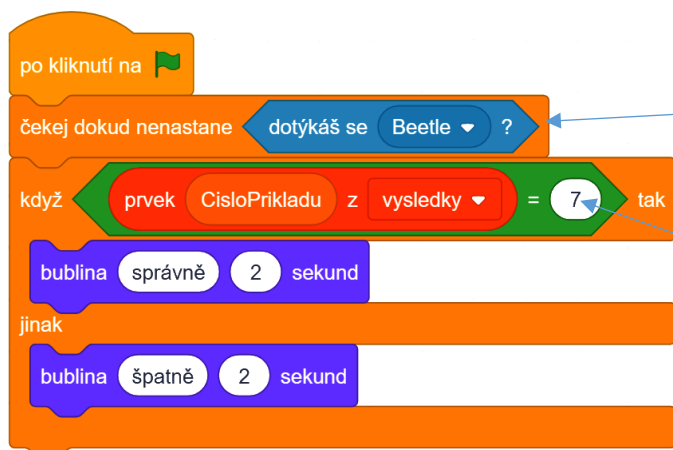 po kliknutí na
čekej dokud nenastane dotýkáš se Beetle ?
když prvek CisloPrikladu z vysledky = 7 tak
bublina správně 2 sekund
jinak
bublina špatně 2 sekund